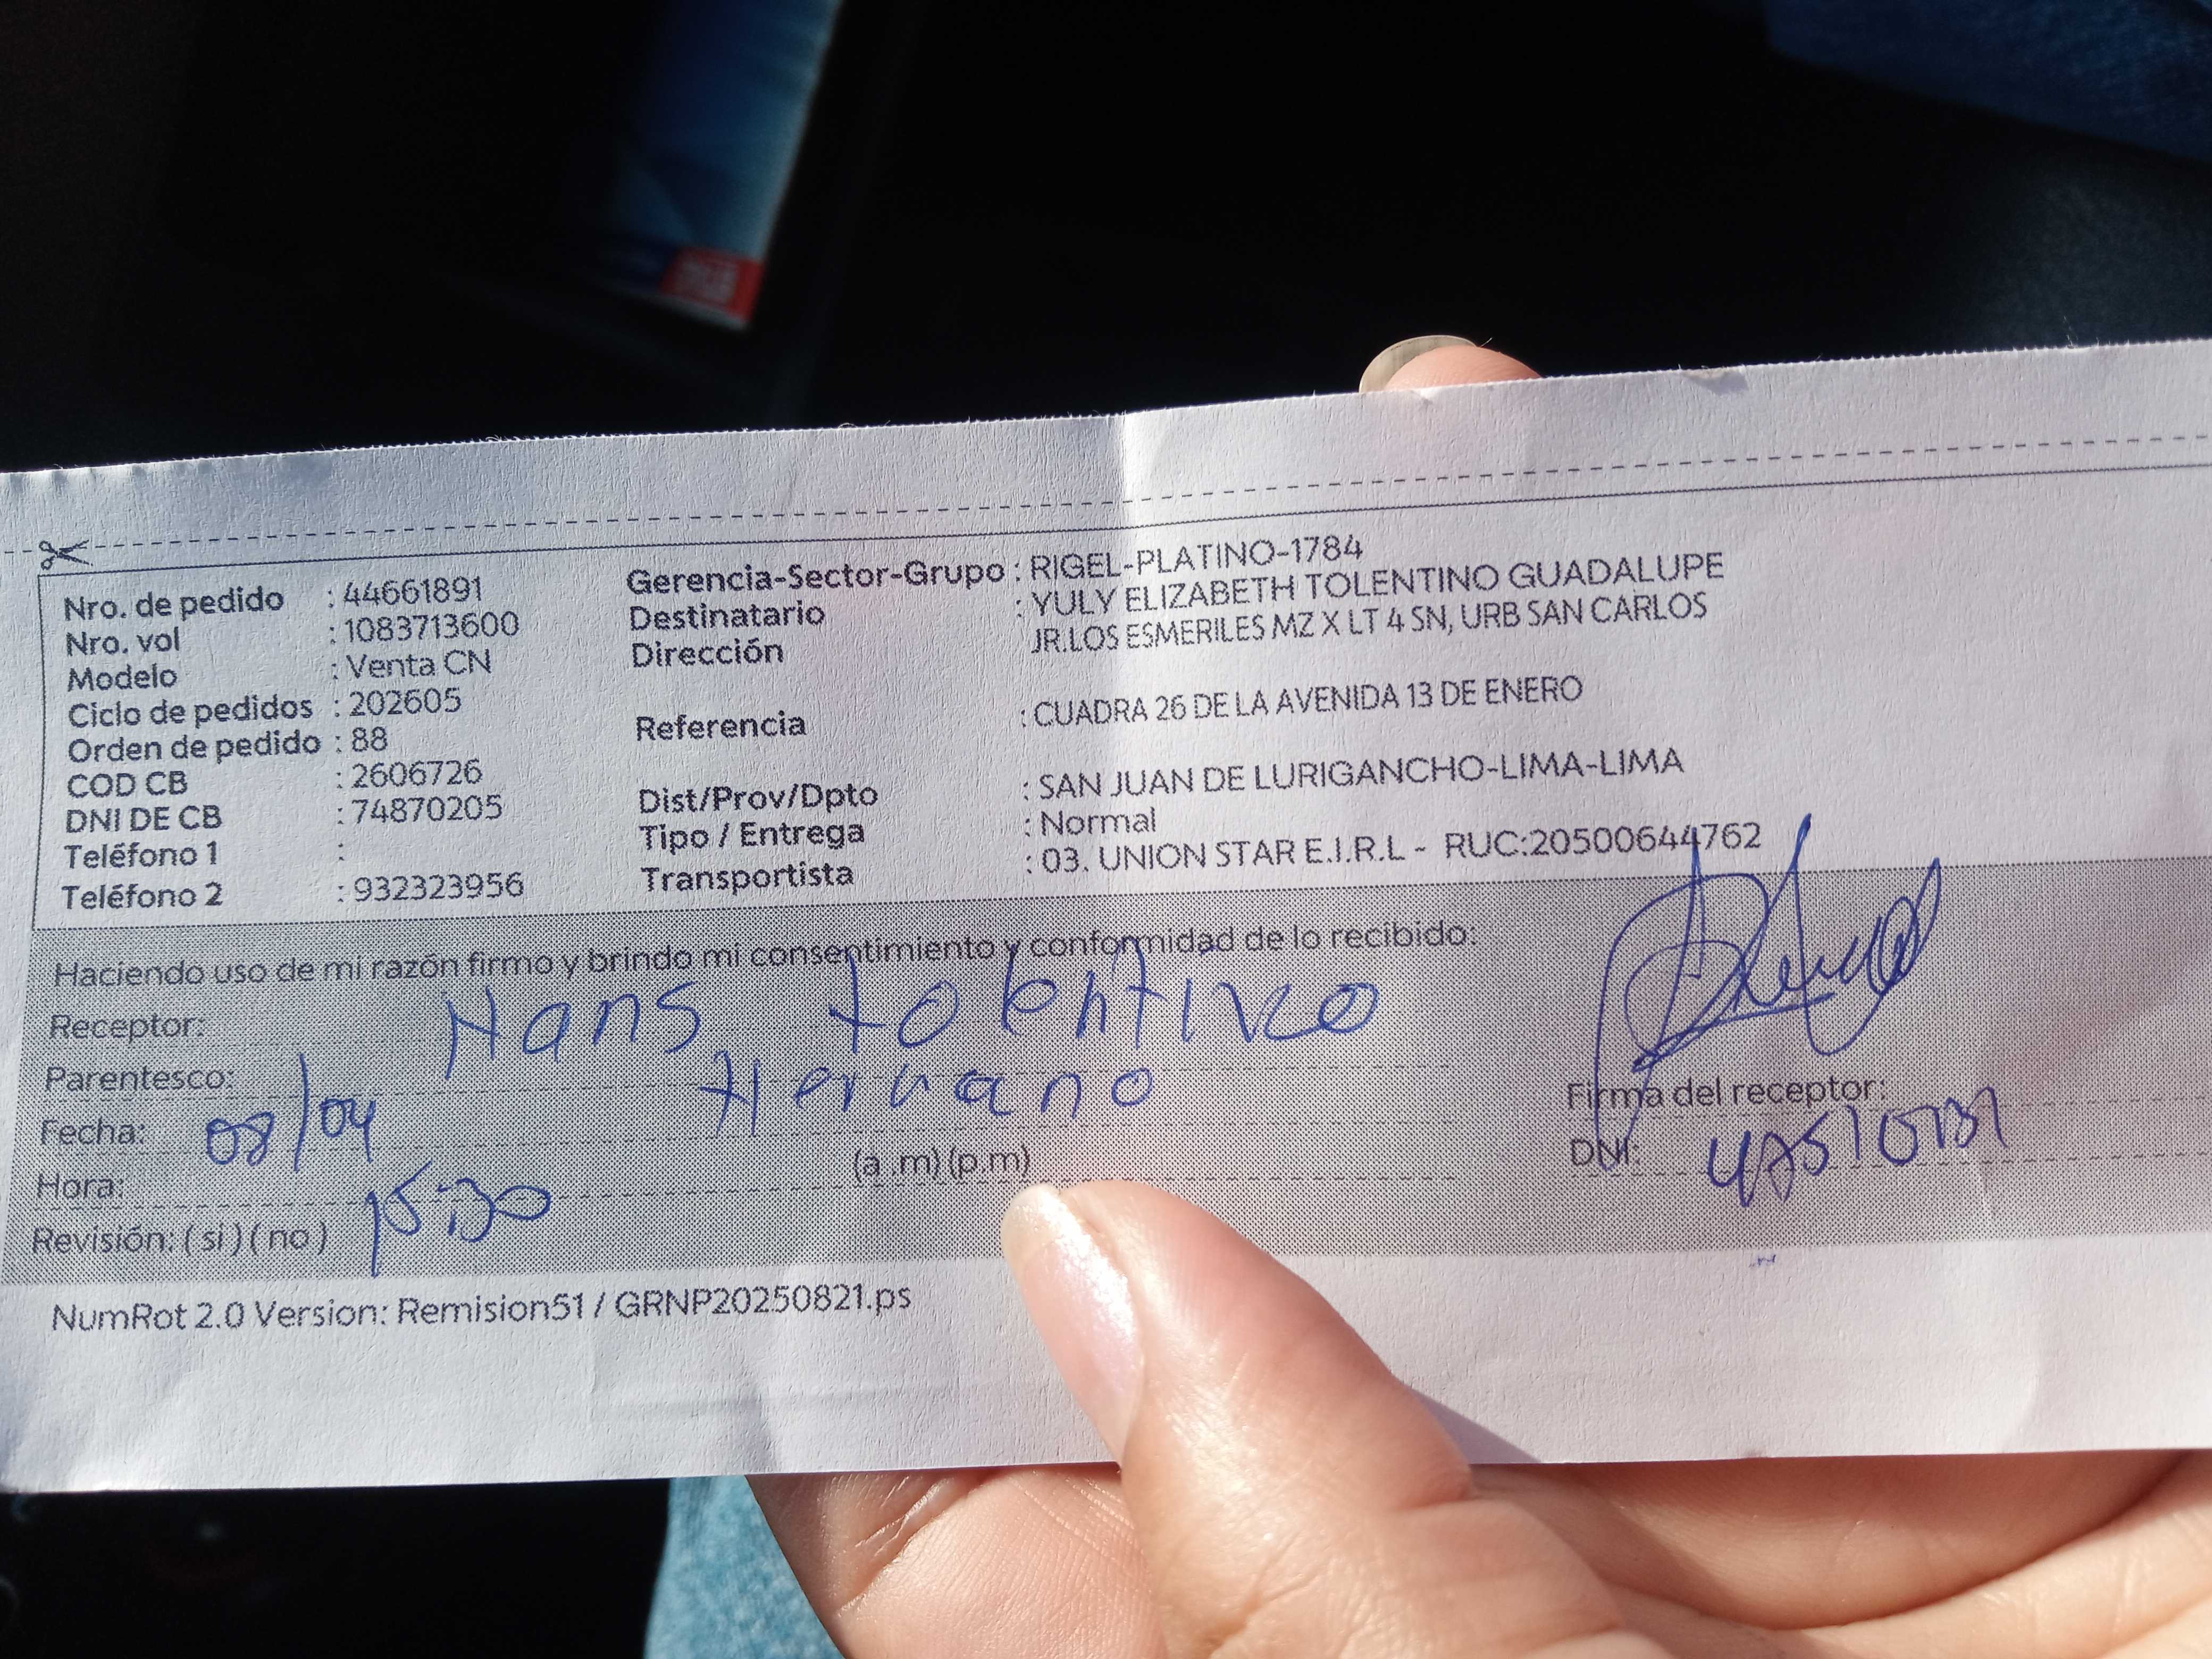 Nro. de pedido : 44661891
Nro. vol : 1083713600
Modelo : Venta CN
Ciclo de pedidos : 202605
Orden de pedido : 88
COD CB : 2606726
DNI DE CB : 74870205
Teléfono 1 :
Teléfono 2 : 932323956
Gerencia-Sector-Grupo : RIGEL-PLATINO-1784
Destinatario : YULY ELIZABETH TOLENTINO GUADALUPE
Dirección JR.LOS ESMERILES MZ X LT 4 SN, URB SAN CARLOS
Referencia : CUADRA 26 DE LA AVENIDA 13 DE ENERO
Dist/Prov/Dpto : SAN JUAN DE LURIGANCHO-LIMA-LIMA
Tipo / Entrega : Normal
Transportista : 03. UNION STAR E.I.R.L - RUC:20500644762
Haciendo uso de mi razón firmo y brindo mi consentimiento y conformidad de lo recibido:
Receptor: Hans tolentino
Parentesco: Hermano
Fecha: 08/04
Hora: 15:30 (a.m) (p.m)
Revisión: ( si ) ( no )
Firma del receptor:
DNI:
NumRot 2.0 Version: Remision51 / GRNP20250821.ps